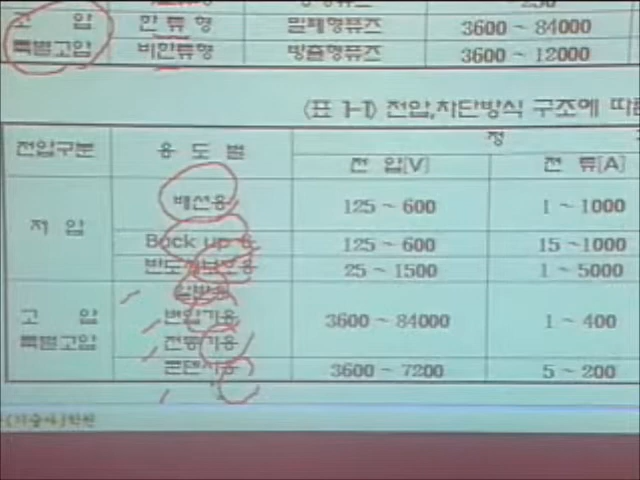 고 압 한 류 형 밀폐형퓨즈 3600 ~ 84000
특별고압 비한류형 방출형퓨즈 3600 ~ 12000
<표 1-1> 전압,차단방식 구조에 따른
전압구분 용 도 별 정
전 압[V] 전 류[A]
저 압 배선용 125 ~ 600 1 ~ 1000
Back up 용 125 ~ 600 15 ~1000
반도체보호용 25 ~ 1500 1 ~ 5000
일반용
고 압 변압기용 3600 ~ 84000 1 ~ 400
특별고압 전동기용
콘덴서용 3600 ~ 7200 5 ~ 200